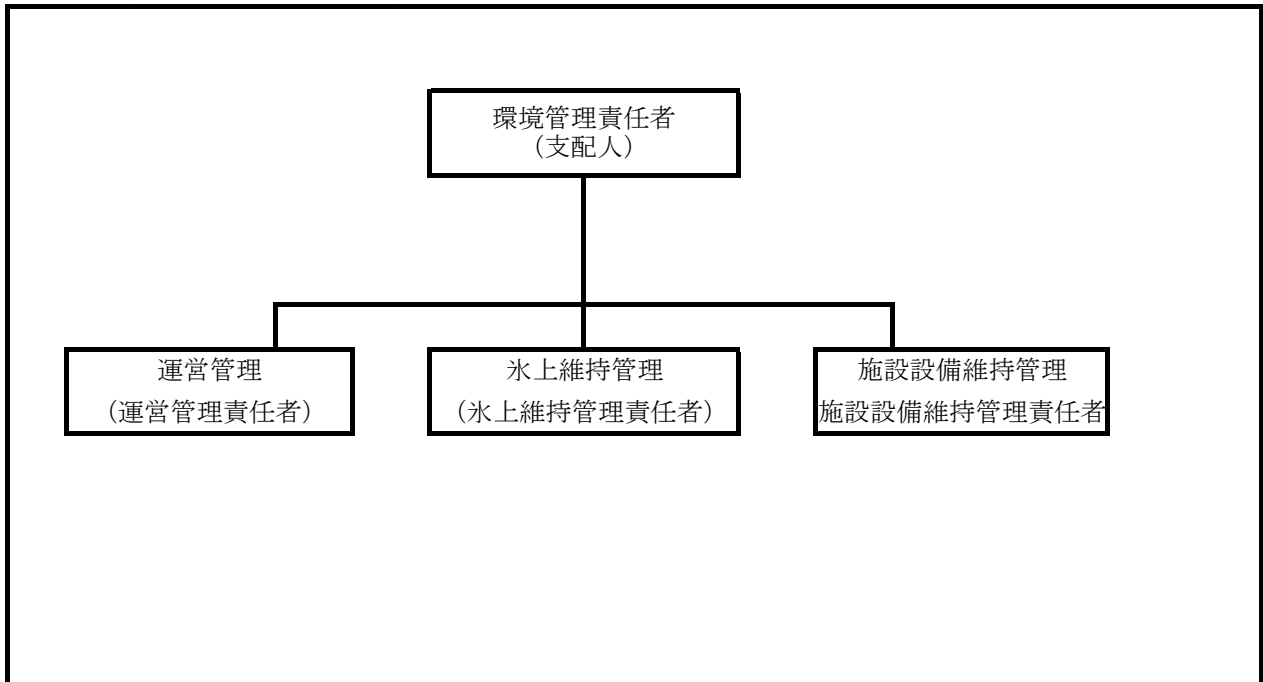 環境管理責任者
（支配人）
運営管理
（運営管理責任者）
氷上維持管理
（氷上維持管理責任者）
施設設備維持管理
施設設備維持管理責任者